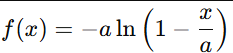 f(x) = −a ln (1 − x/a)